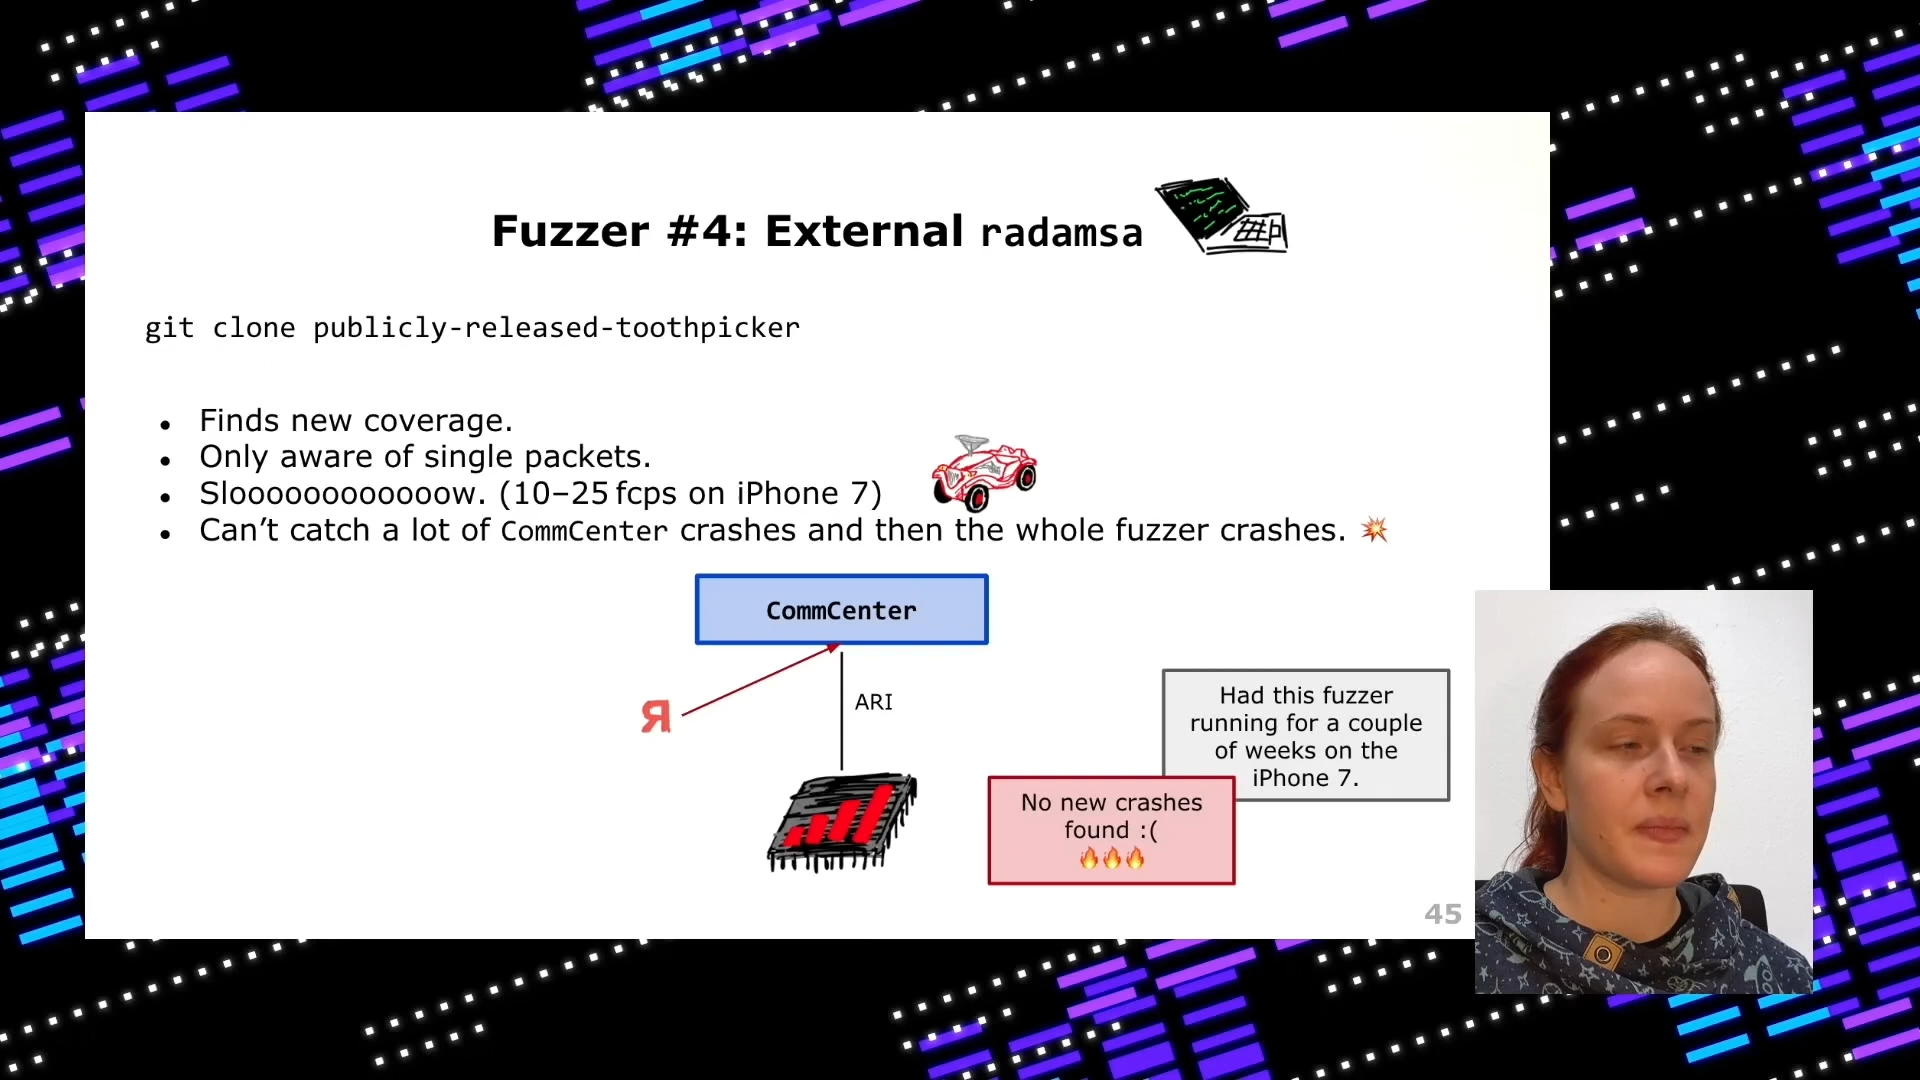 Fuzzer #4: External radamsa
git clone publicly-released-toothpicker
● Finds new coverage.
● Only aware of single packets.
● Slooooooooooow. (10–25 fcps on iPhone 7)
● Can’t catch a lot of CommCenter crashes and then the whole fuzzer crashes. 💥
CommCenter
Я
ARI
Had this fuzzer
running for a couple
of weeks on the
iPhone 7.
No new crashes
found :(
🔥🔥🔥
45